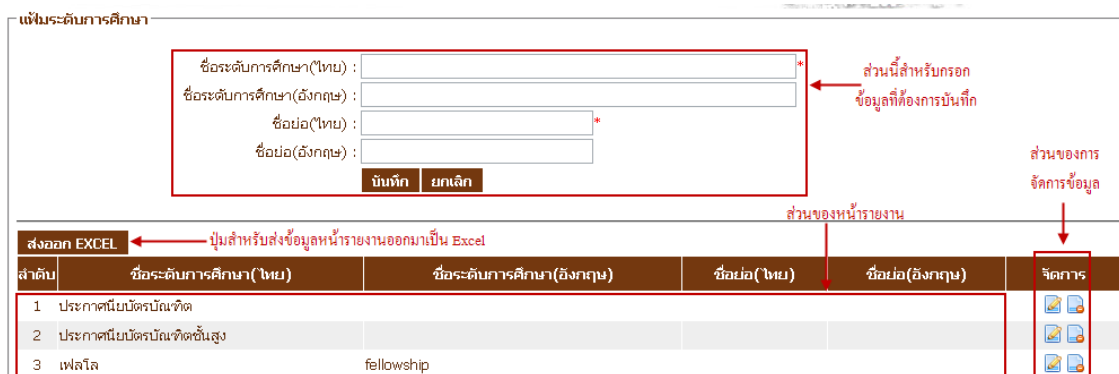 แฟ้มระดับการศึกษา
ชื่อระดับการศึกษา(ไทย) : *
ชื่อระดับการศึกษา(อังกฤษ) :
ชื่อย่อ(ไทย) : *
ชื่อย่อ(อังกฤษ) :
บันทึก ยกเลิก
ส่วนนี้สำหรับกรอก
ข้อมูลที่ต้องการบันทึก
ส่วนของการ
จัดการข้อมูล
ส่วนของหน้ารายงาน
ส่งออก EXCEL ปุ่มสำหรับส่งข้อมูลหน้ารายงานออกมาเป็น Excel
ลำดับ ชื่อระดับการศึกษา(ไทย) ชื่อระดับการศึกษา(อังกฤษ) ชื่อย่อ(ไทย) ชื่อย่อ(อังกฤษ) จัดการ
1 ประกาศนียบัตรบัณฑิต
2 ประกาศนียบัตรบัณฑิตชั้นสูง
3 เฟลโล fellowship